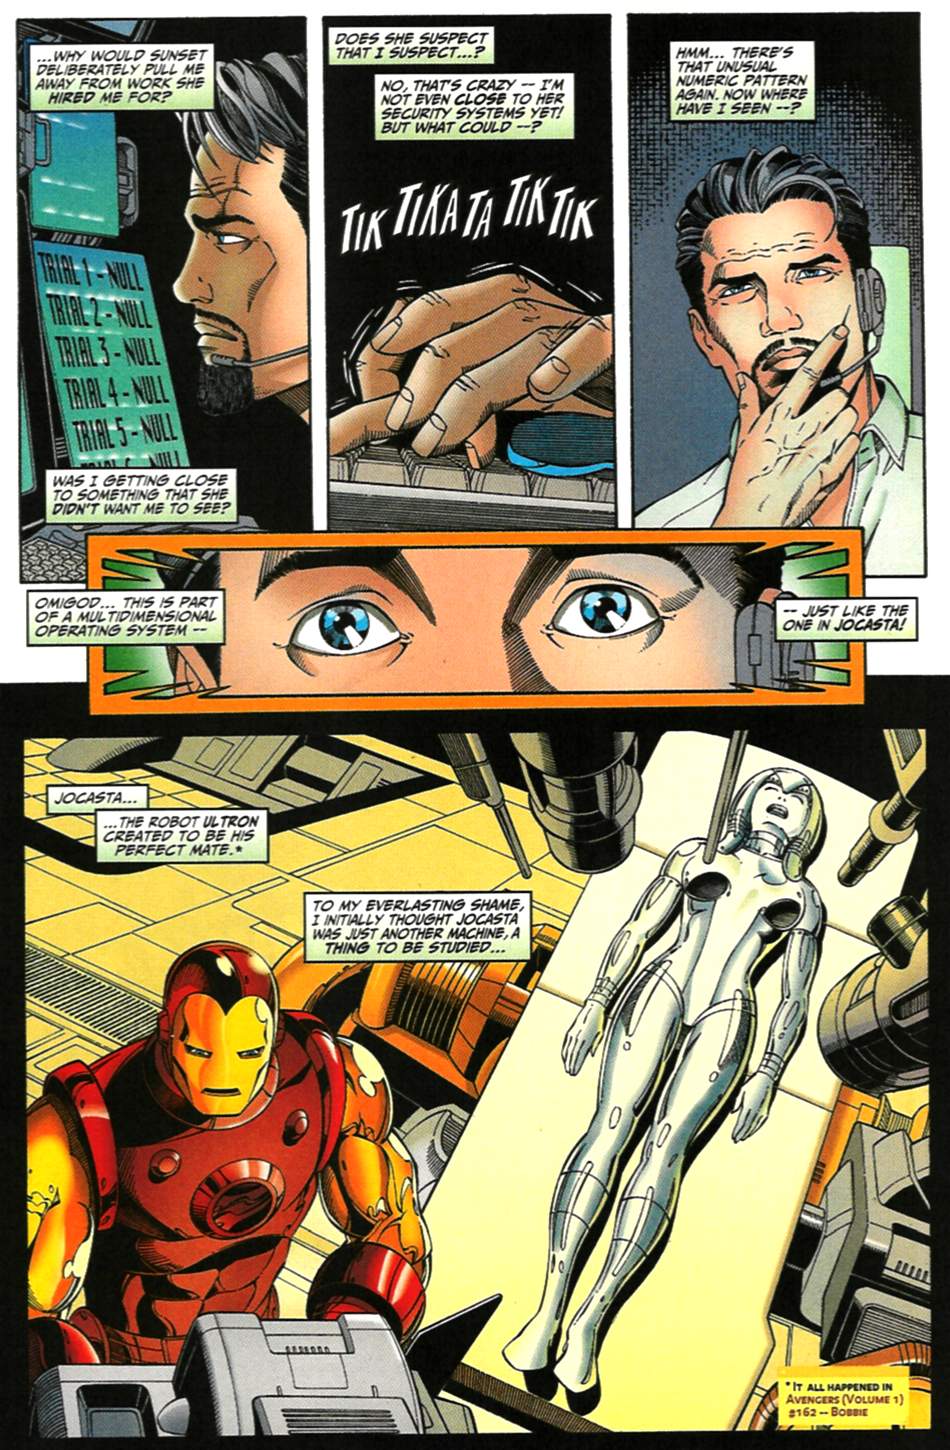 ...WHY WOULD SUNSET
DELIBERATELY PULL ME
AWAY FROM WORK SHE
HIRED ME FOR?
TRIAL 1 - NULL
TRIAL 2 - NULL
TRIAL 3 - NULL
TRIAL 4 - NULL
TRIAL 5 - NULL
WAS I GETTING CLOSE
TO SOMETHING THAT SHE
DIDN'T WANT ME TO SEE?
DOES SHE SUSPECT
THAT I SUSPECT...?
NO, THAT'S CRAZY -- I'M
NOT EVEN CLOSE TO HER
SECURITY SYSTEMS YET!
BUT WHAT COULD --?
TIK TIKA TA TIK TIK
HMM... THERE'S
THAT UNUSUAL
NUMERIC PATTERN
AGAIN. NOW WHERE
HAVE I SEEN --?
OMIGOD... THIS IS PART
OF A MULTIDIMENSIONAL
OPERATING SYSTEM --
-- JUST LIKE THE
ONE IN JOCASTA!
JOCASTA...
...THE ROBOT ULTRON
CREATED TO BE HIS
PERFECT MATE.*
TO MY EVERLASTING SHAME,
I INITIALLY THOUGHT JOCASTA
WAS JUST ANOTHER MACHINE, A
THING TO BE STUDIED...
* IT ALL HAPPENED IN
AVENGERS (VOLUME 1)
#162 -- BOBBIE